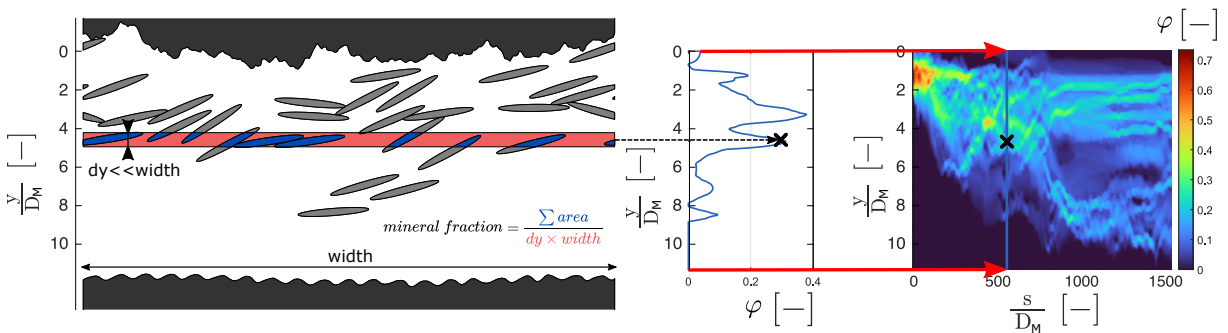 0
2
4
6
8
10
y
D_M [—]
dy<<width
mineral fraction = ∑ area
dy × width
width
0
2
4
6
8
10
y
D_M [—]
0
0.2
0.4
φ [—]
0
2
4
6
8
10
y
D_M [—]
0
500
1000
1500
s
D_M [—]
φ [—]
0.7
0.6
0.5
0.4
0.3
0.2
0.1
0